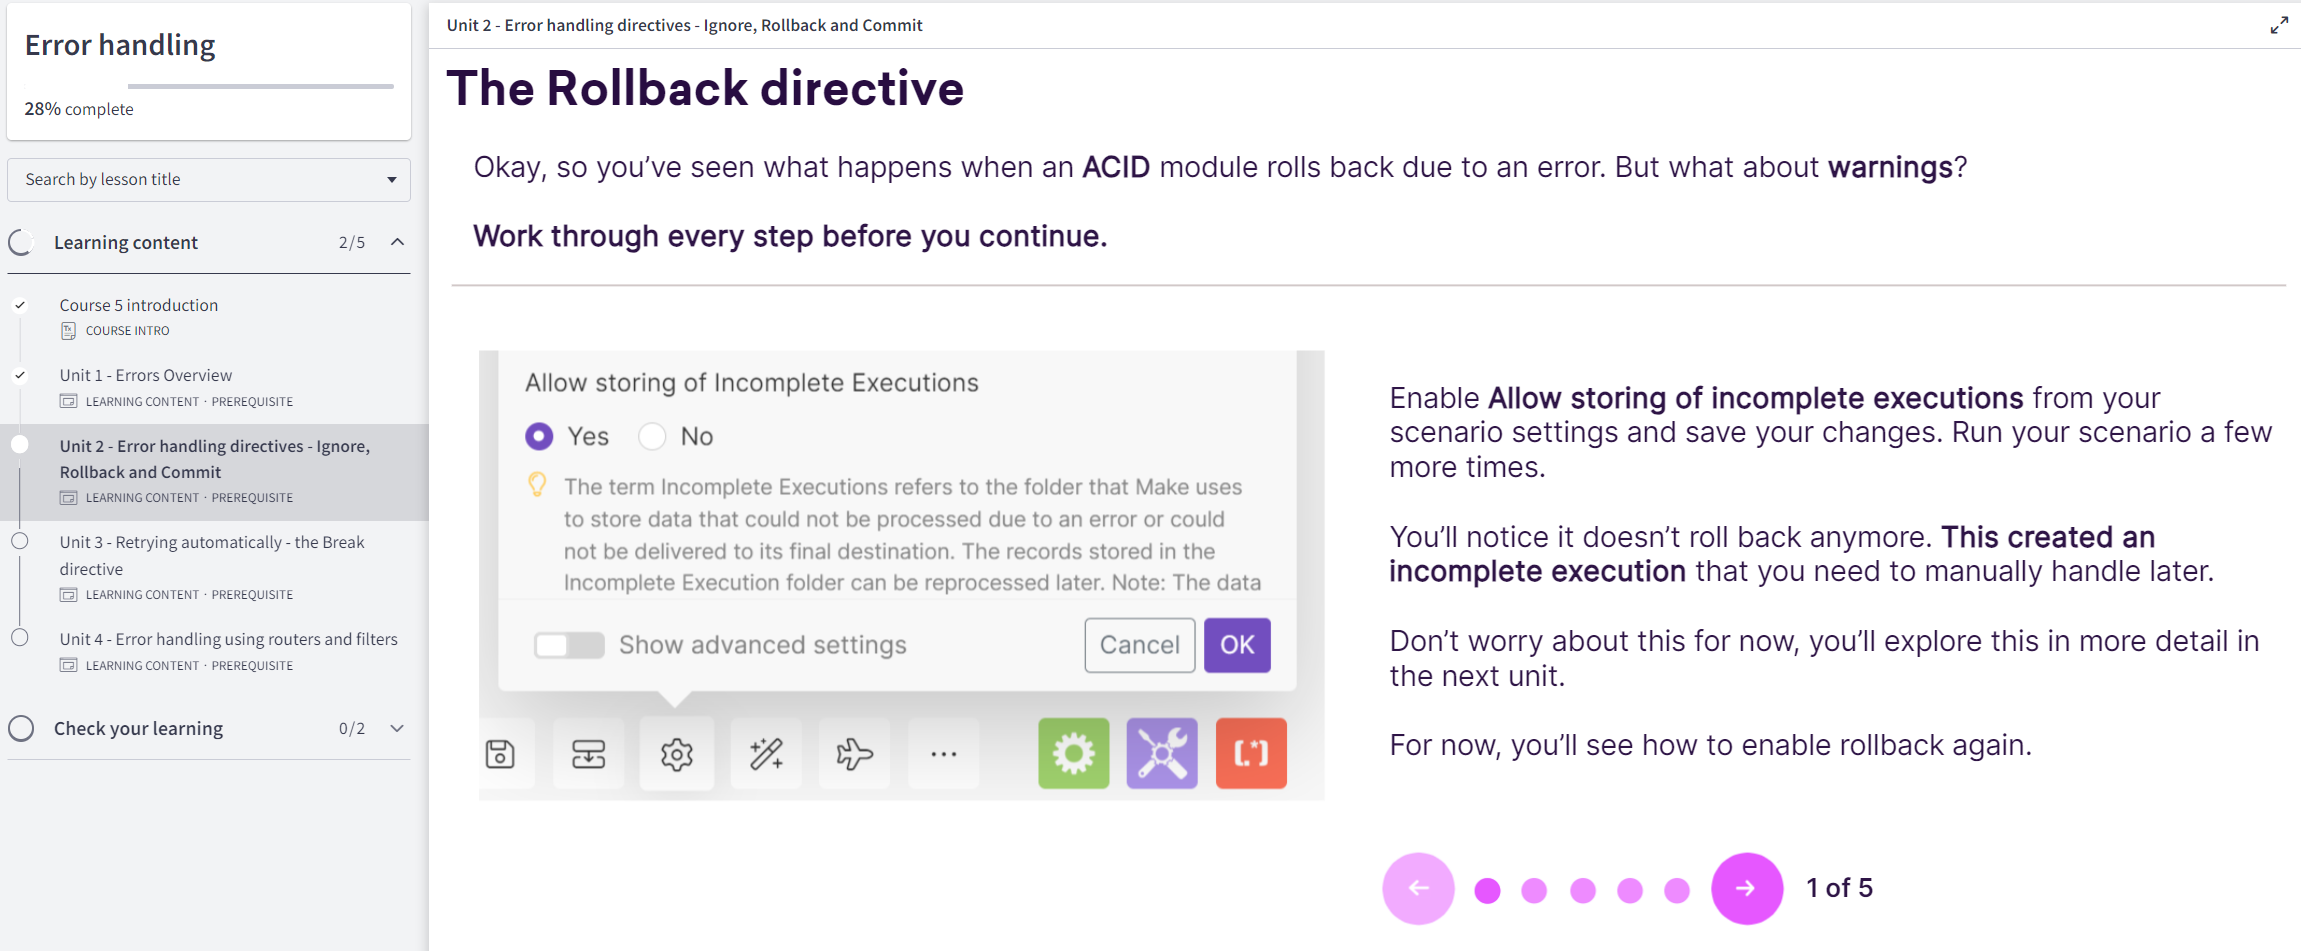 Error handling
28% complete
Search by lesson title
Learning content 2/5
Course 5 introduction
COURSE INTRO
Unit 1 - Errors Overview
LEARNING CONTENT · PREREQUISITE
Unit 2 - Error handling directives - Ignore,
Rollback and Commit
LEARNING CONTENT · PREREQUISITE
Unit 3 - Retrying automatically - the Break
directive
LEARNING CONTENT · PREREQUISITE
Unit 4 - Error handling using routers and filters
LEARNING CONTENT · PREREQUISITE
Check your learning 0/2
Unit 2 - Error handling directives - Ignore, Rollback and Commit
The Rollback directive
Okay, so you’ve seen what happens when an ACID module rolls back due to an error. But what about warnings?
Work through every step before you continue.
Allow storing of Incomplete Executions
Yes No
The term Incomplete Executions refers to the folder that Make uses
to store data that could not be processed due to an error or could
not be delivered to its final destination. The records stored in the
Incomplete Execution folder can be reprocessed later. Note: The data
Show advanced settings Cancel OK
Enable Allow storing of incomplete executions from your
scenario settings and save your changes. Run your scenario a few
more times.
You’ll notice it doesn’t roll back anymore. This created an
incomplete execution that you need to manually handle later.
Don’t worry about this for now, you’ll explore this in more detail in
the next unit.
For now, you’ll see how to enable rollback again.
1 of 5